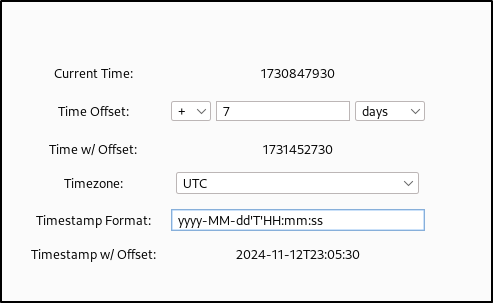 Current Time: 1730847930
Time Offset: + 7 days
Time w/ Offset: 1731452730
Timezone: UTC
Timestamp Format: yyyy-MM-dd'T'HH:mm:ss
Timestamp w/ Offset: 2024-11-12T23:05:30